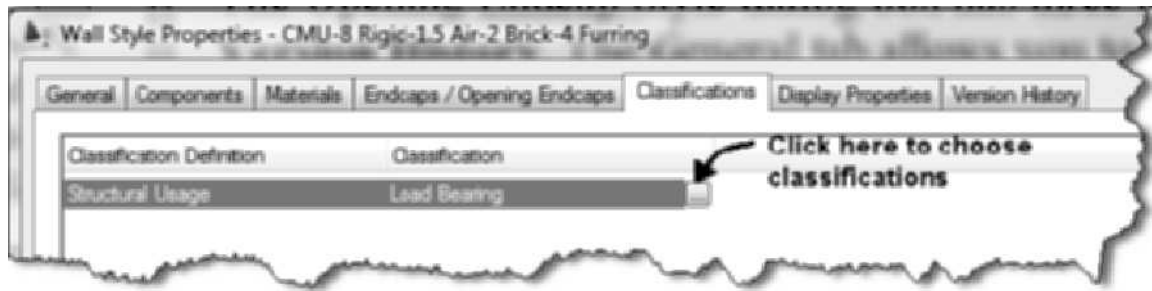 Wall Style Properties - CMU-8 Rigic-1.5 Air-2 Brick-4 Furring
General Components Materials Endcaps / Opening Endcaps Classifications Display Properties Version History
Classification Definition Classification
Click here to choose
classifications
Structural Usage Load Bearing